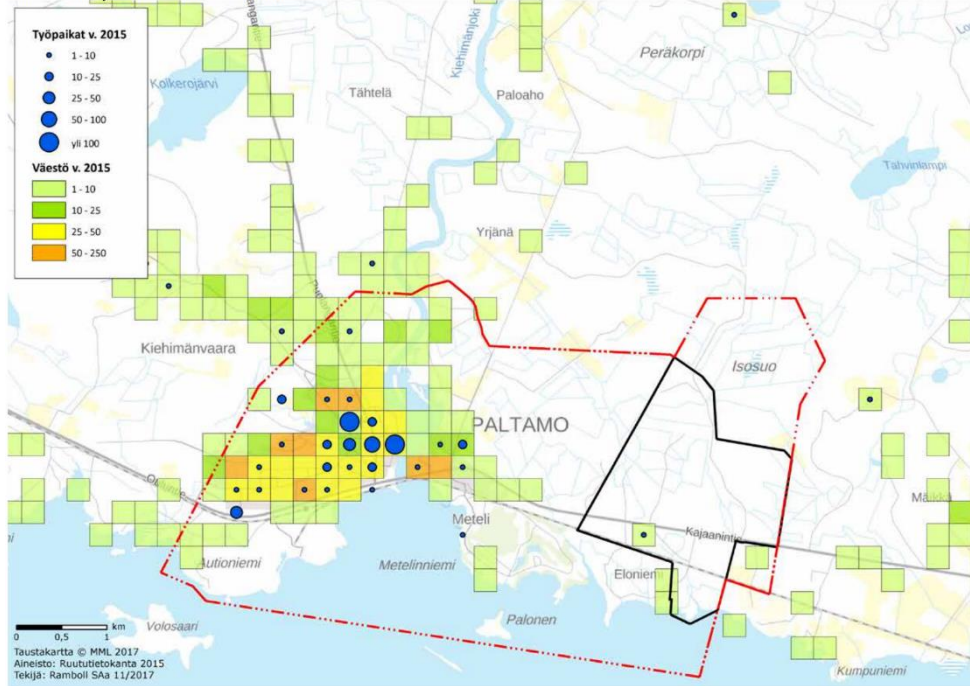 Työpaikat v. 2015
1 - 10
10 - 25
25 - 50
50 - 100
yli 100
Väestö v. 2015
1 - 10
10 - 25
25 - 50
50 - 250
Kolkerojärvi
Tähtelä
Kiehimänjoki
Paloaho
Peräkorpi
Tahvinlampi
Yrjänä
Kiehimänvaara
Isosuo
PALTAMO
Mäkkä
Meteli
Kajaanintie
Autioniemi
Metelinniemi
Eloniemi
Volosaari
Palonen
Kumpuniemi
0 0,5 1 km
Taustakartta © MML 2017
Aineisto: Ruututietokanta 2015
Tekijä: Ramboll SAa 11/2017